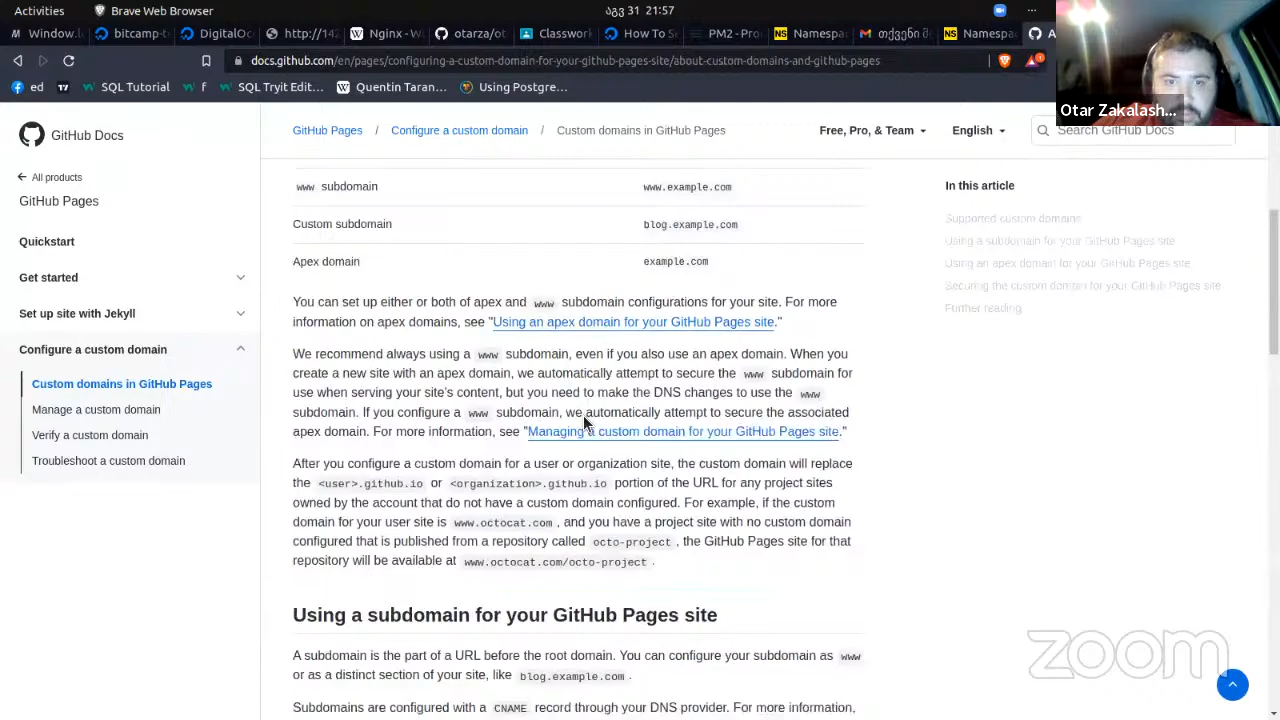 Activities
Brave Web Browser
აგვ 31 21:57
Window.l
bitcamp-t
DigitalOc
http://142
Nginx - W
otarza/ot
Classwork
How To S
PM2 - Pro
Namespa
თქვენი მ
Namespa
docs.github.com/en/pages/configuring-a-custom-domain-for-your-github-pages-site/about-custom-domains-and-github-pages
ed
SQL Tutorial
SQL Tryit Edit...
Quentin Taran...
Using Postgre...
Otar Zakalash...
GitHub Docs
GitHub Pages / Configure a custom domain / Custom domains in GitHub Pages
Free, Pro, & Team
English
Search GitHub Docs
All products
GitHub Pages
Quickstart
Get started
Set up site with Jekyll
Configure a custom domain
Custom domains in GitHub Pages
Manage a custom domain
Verify a custom domain
Troubleshoot a custom domain
www subdomain www.example.com
Custom subdomain blog.example.com
Apex domain example.com
You can set up either or both of apex and www subdomain configurations for your site. For more
information on apex domains, see "Using an apex domain for your GitHub Pages site."
We recommend always using a www subdomain, even if you also use an apex domain. When you
create a new site with an apex domain, we automatically attempt to secure the www subdomain for
use when serving your site's content, but you need to make the DNS changes to use the www
subdomain. If you configure a www subdomain, we automatically attempt to secure the associated
apex domain. For more information, see "Managing a custom domain for your GitHub Pages site."
After you configure a custom domain for a user or organization site, the custom domain will replace
the <user>.github.io or <organization>.github.io portion of the URL for any project sites
owned by the account that do not have a custom domain configured. For example, if the custom
domain for your user site is www.octocat.com, and you have a project site with no custom domain
configured that is published from a repository called octo-project, the GitHub Pages site for that
repository will be available at www.octocat.com/octo-project.
Using a subdomain for your GitHub Pages site
A subdomain is the part of a URL before the root domain. You can configure your subdomain as www
or as a distinct section of your site, like blog.example.com.
Subdomains are configured with a CNAME record through your DNS provider. For more information,
In this article
Supported custom domains
Using a subdomain for your GitHub Pages site
Using an apex domain for your GitHub Pages site
Securing the custom domain for your GitHub Pages site
Further reading
zoom